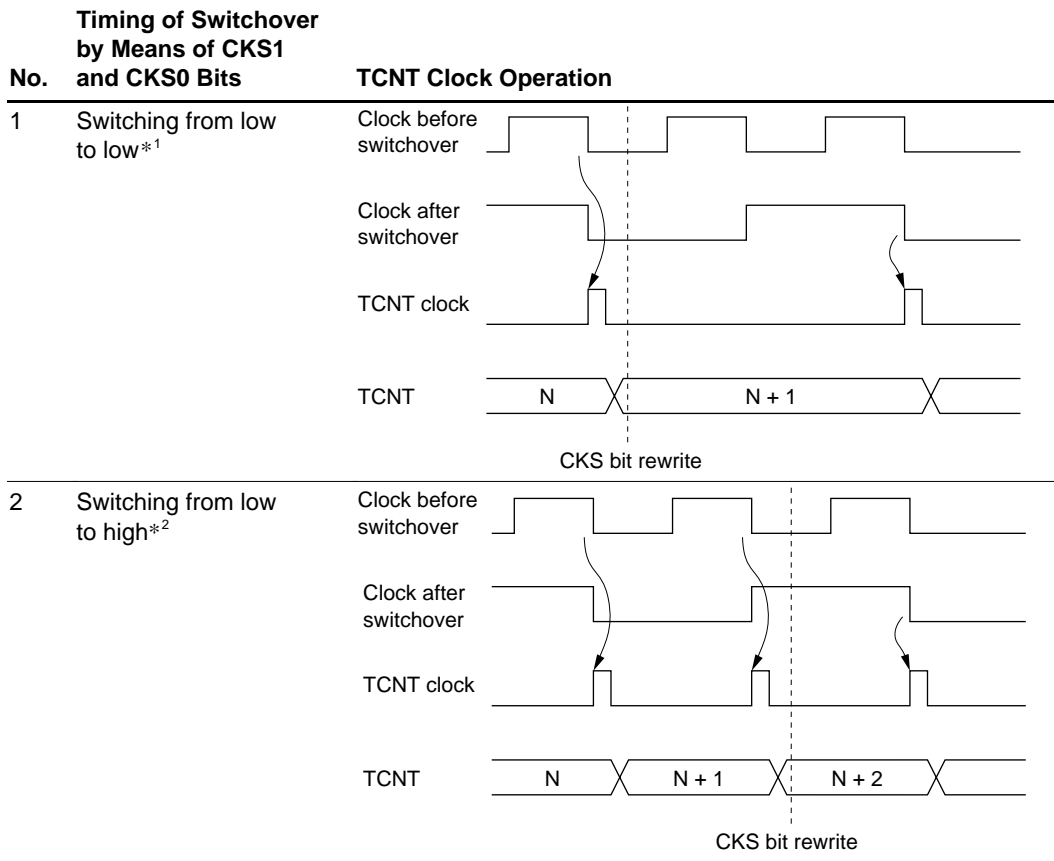 Timing of Switchover
by Means of CKS1
No. and CKS0 Bits TCNT Clock Operation
1 Switching from low
to low*1
Clock before
switchover
Clock after
switchover
TCNT clock
TCNT N N + 1
CKS bit rewrite
2 Switching from low
to high*2
Clock before
switchover
Clock after
switchover
TCNT clock
TCNT N N + 1 N + 2
CKS bit rewrite